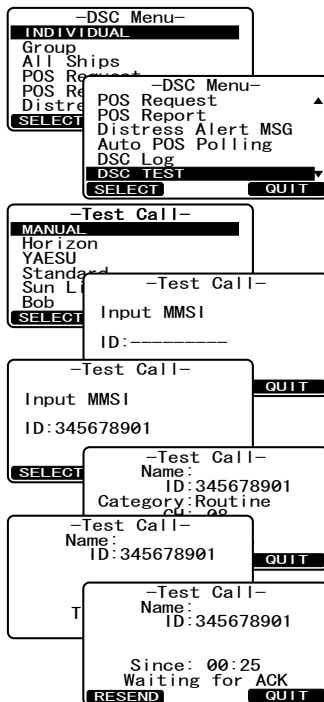 –DSC Menu–
INDIVIDUAL
Group
All Ships
POS Request
POS Re
Distre
SELECT
–DSC Menu–
POS Request
POS Report
Distress Alert MSG
Auto POS Polling
DSC Log
DSC TEST
SELECT QUIT
–Test Call–
MANUAL
Horizon
YAESU
Standard
Sun Li
Bob
SELECT
–Test Call–
Input MMSI
ID:–––––––––
QUIT
–Test Call–
Input MMSI
ID:345678901
SELECT
–Test Call–
Name:
ID:345678901
Category:Routine
CH: 08
QUIT
–Test Call–
Name:
ID:345678901
T
–Test Call–
Name:
ID:345678901
Since: 00:25
Waiting for ACK
RESEND QUIT